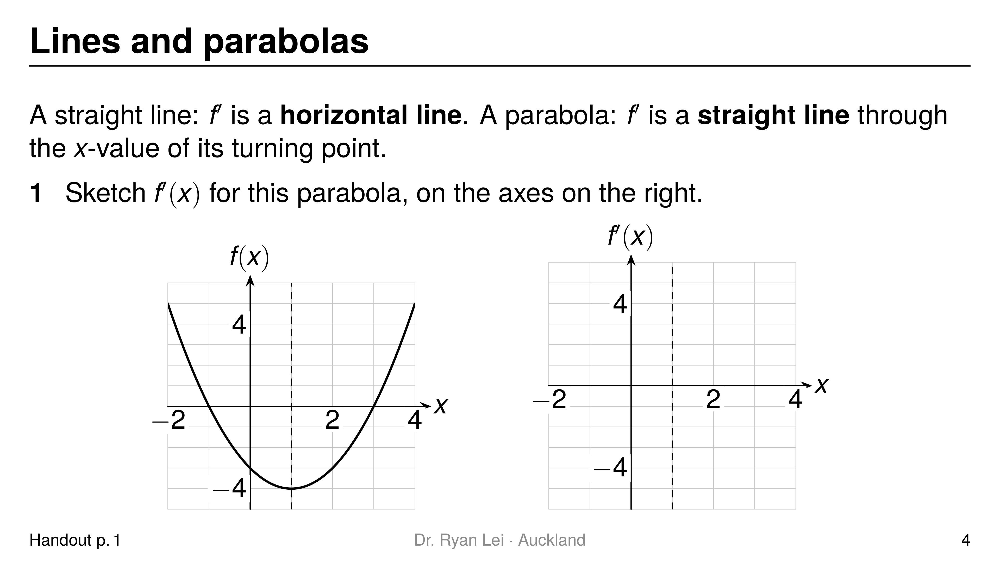 Lines and parabolas
A straight line: f′ is a horizontal line. A parabola: f′ is a straight line through
the x-value of its turning point.
1 Sketch f′(x) for this parabola, on the axes on the right.
f(x)
4
−2 2 4
x
−4
f′(x)
4
−2 2 4
x
−4
Handout p. 1
Dr. Ryan Lei · Auckland
4